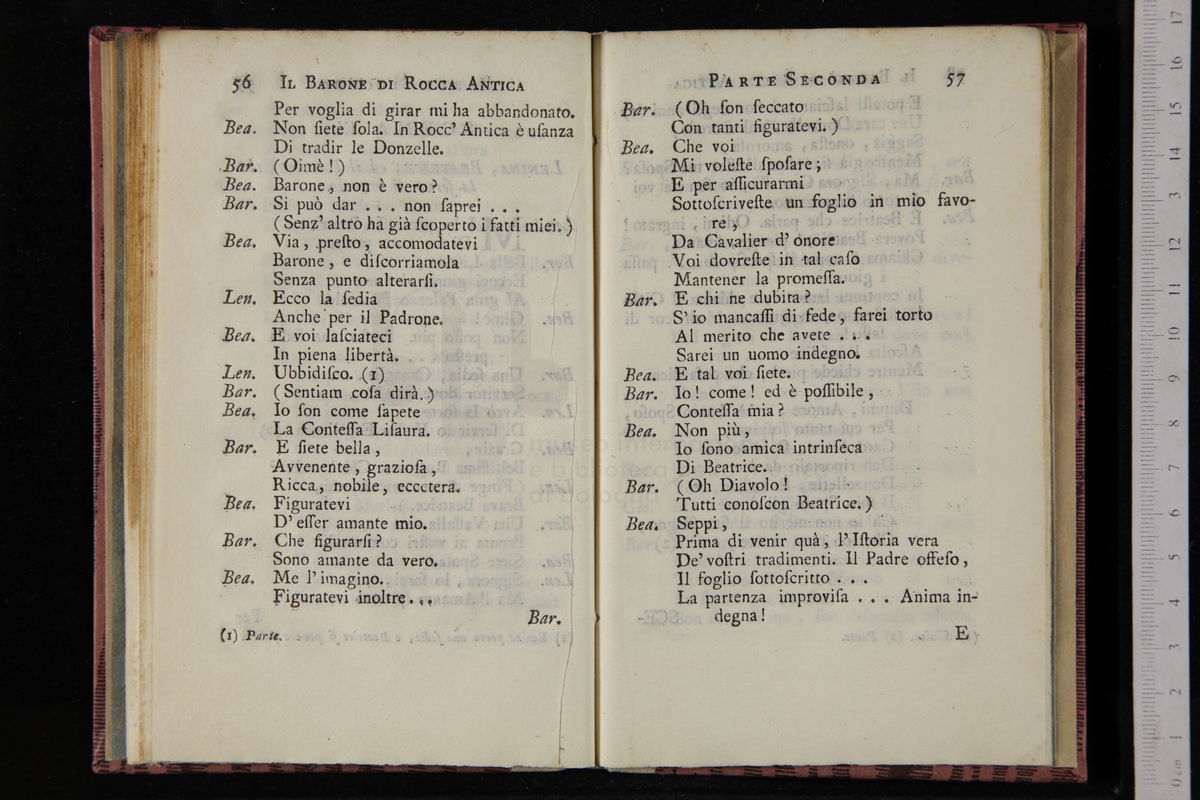 56 Il Barone di Rocca Antica
Per voglia di girar mi ha abbandonato.
Bea. Non ſiete ſola. In Rocc' Antica è uſanza
Di tradir le Donzelle.
Bar. (Oimè!)
Bea. Barone, non è vero?
Bar. Si può dar . . . non ſaprei . . .
(Senz' altro ha già ſcoperto i fatti miei.)
Bea. Via, preſto, accomodatevi
Barone, e diſcorriamola
Senza punto alterarſi.
Len. Ecco la ſedia
Anche per il Padrone.
Bea. E voi laſciateci
In piena libertà.
Len. Ubbidiſco. (1)
Bar. (Sentiam coſa dirà.)
Bea. Io ſon come ſapete
La Conteſſa Liſaura.
Bar. E ſiete bella,
Avvenente, grazioſa,
Ricca, nobile, eccetera.
Bea. Figuratevi
D' eſſer amante mio.
Bar. Che figurarſi?
Sono amante da vero.
Bea. Me l' imagino.
Figuratevi inoltre . . .
Bar.
(1) Parte.
Parte Seconda 57
Bar. (Oh ſon ſeccato
Con tanti figuratevi.)
Bea. Che voi
Mi voleſte ſpoſare;
E per aſſicurarmi
Sottoſcriveſte un foglio in mio favo-
re,
Da Cavalier d' onore
Voi dovreſte in tal caſo
Mantener la promeſſa.
Bar. E chi ne dubita?
S' io mancaſſi di fede, farei torto
Al merito che avete . . .
Sarei un uomo indegno.
Bea. E tal voi ſiete.
Bar. Io! come! ed è poſſibile,
Conteſſa mia?
Bea. Non più,
Io ſono amica intrinſeca
Di Beatrice.
Bar. (Oh Diavolo!
Tutti conoſcon Beatrice.)
Bea. Seppi,
Prima di venir quà, l' Iſtoria vera
De' voſtri tradimenti. Il Padre offeſo,
Il foglio ſottoſcritto . . .
La partenza improviſa . . . Anima in-
degna!
E